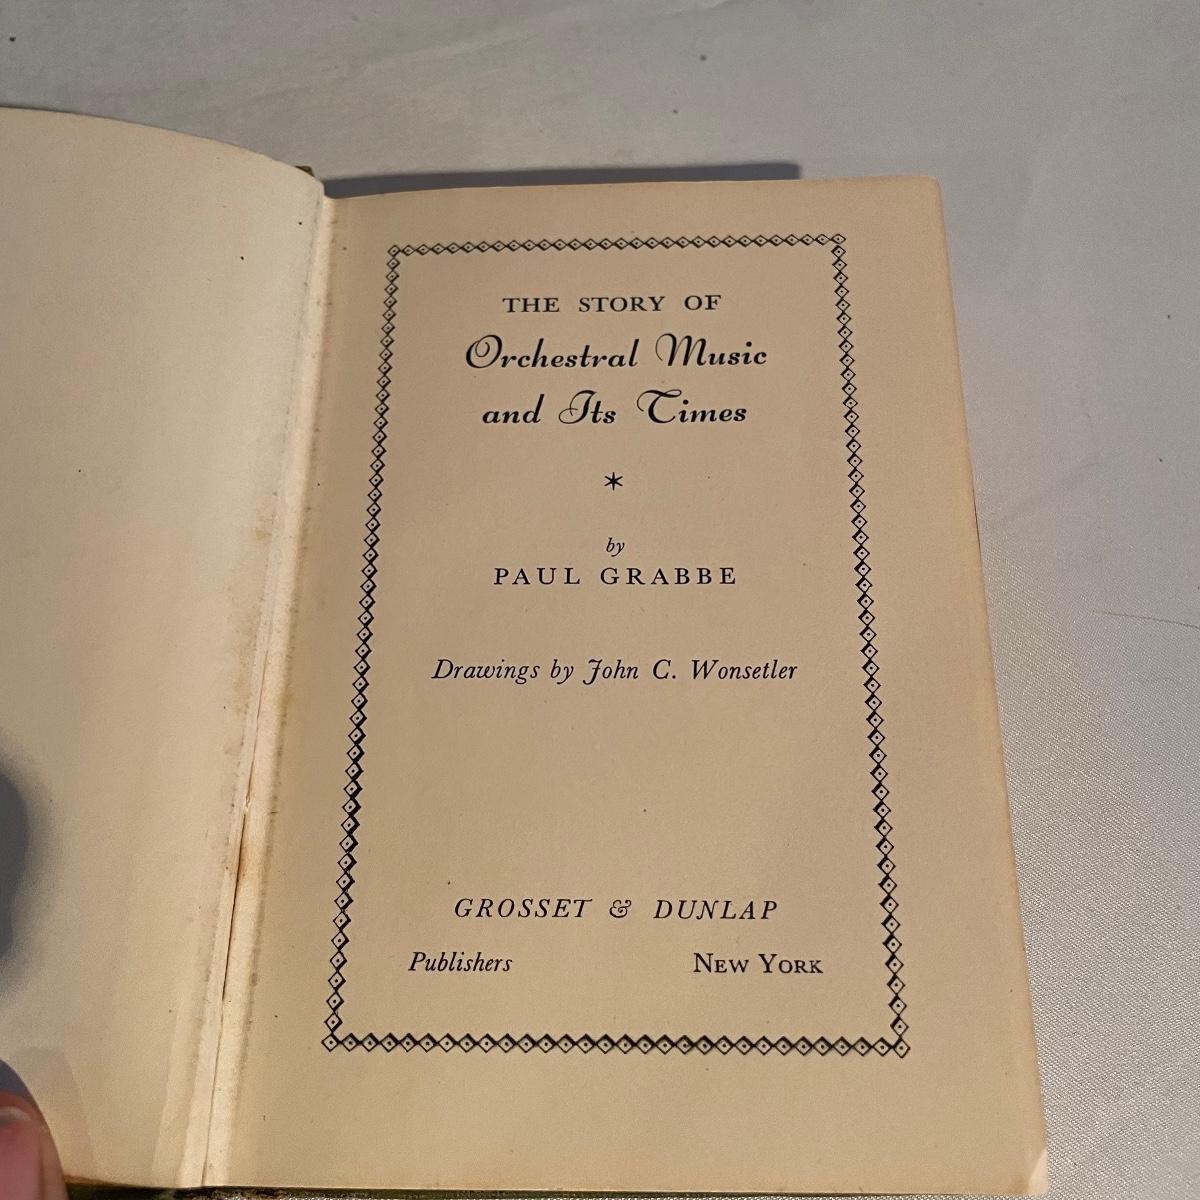 THE STORY OF
Orchestral Music
and Its Times
*
by
PAUL GRABBE
Drawings by John C. Wonsetler
GROSSET & DUNLAP
Publishers NEW YORK